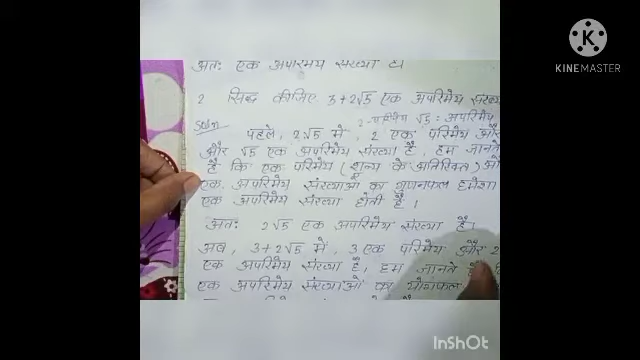 अतः एक अपरिमेय संख्या है।
KINEMASTER
2 सिद्ध कीजिए 3+2√5 एक अपरिमेय संख्या
2-परिमेय √5 = अपरिमेय
Soln
पहले, 2√5 में, 2 एक परिमेय और
और √5 एक अपरिमेय संख्या है, हम जानते
है कि एक परिमेय (शून्य के अतिरिक्त) औ
एक अपरिमेय संख्याओं का गुणनफल हमेशा
एक अपरिमेय संख्या होती है।
अतः 2√5 एक अपरिमेय संख्या है।
अब, 3+2√5 में, 3 एक परिमेय और 2
एक अपरिमेय संख्या है, हम जानते
एक अपरिमेय संख्याओं का योगफल
InShOt